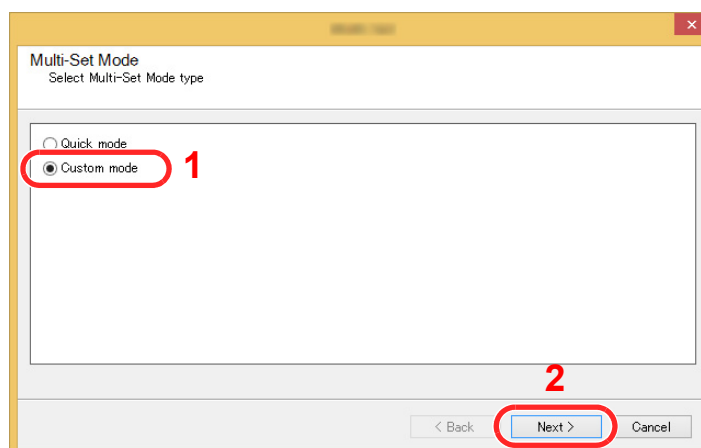 Multi-Set Mode
Select Multi-Set Mode type
Quick mode
Custom mode
1
2
< Back
Next >
Cancel